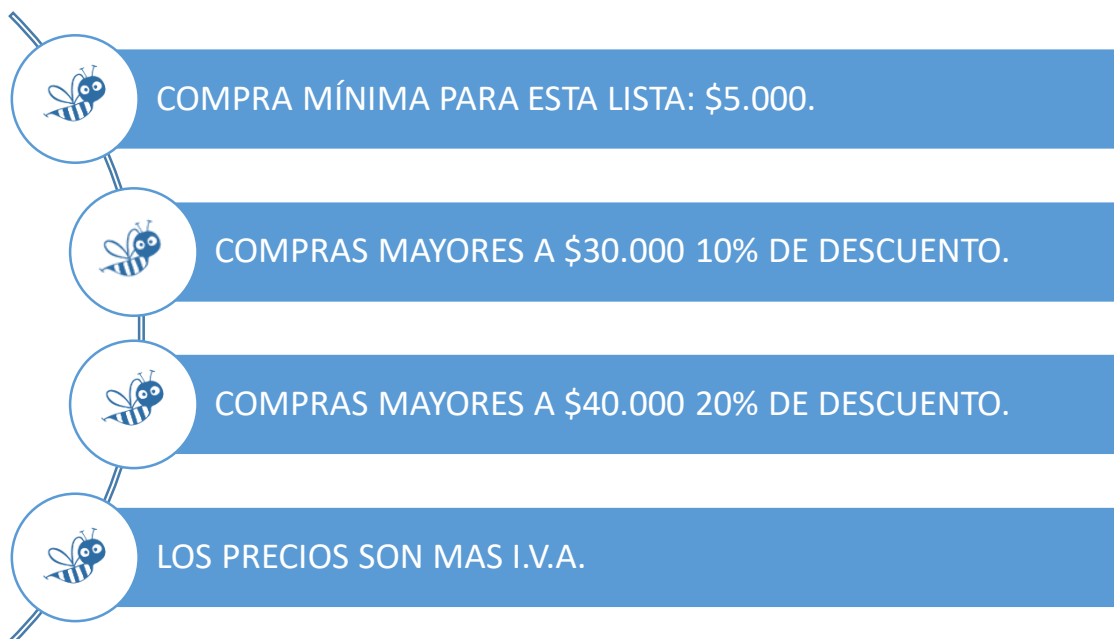 COMPRA MÍNIMA PARA ESTA LISTA: $5.000.
COMPRAS MAYORES A $30.000 10% DE DESCUENTO.
COMPRAS MAYORES A $40.000 20% DE DESCUENTO.
LOS PRECIOS SON MAS I.V.A.